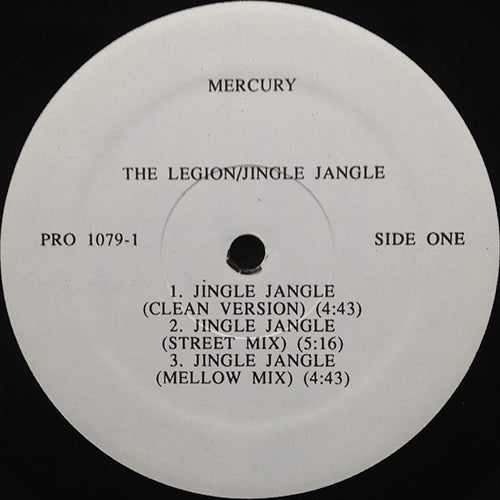 MERCURY
THE LEGION/JINGLE JANGLE
PRO 1079-1
SIDE ONE
1. JINGLE JANGLE
(CLEAN VERSION) (4:43)
2. JINGLE JANGLE
(STREET MIX) (5:16)
3. JINGLE JANGLE
(MELLOW MIX) (4:43)